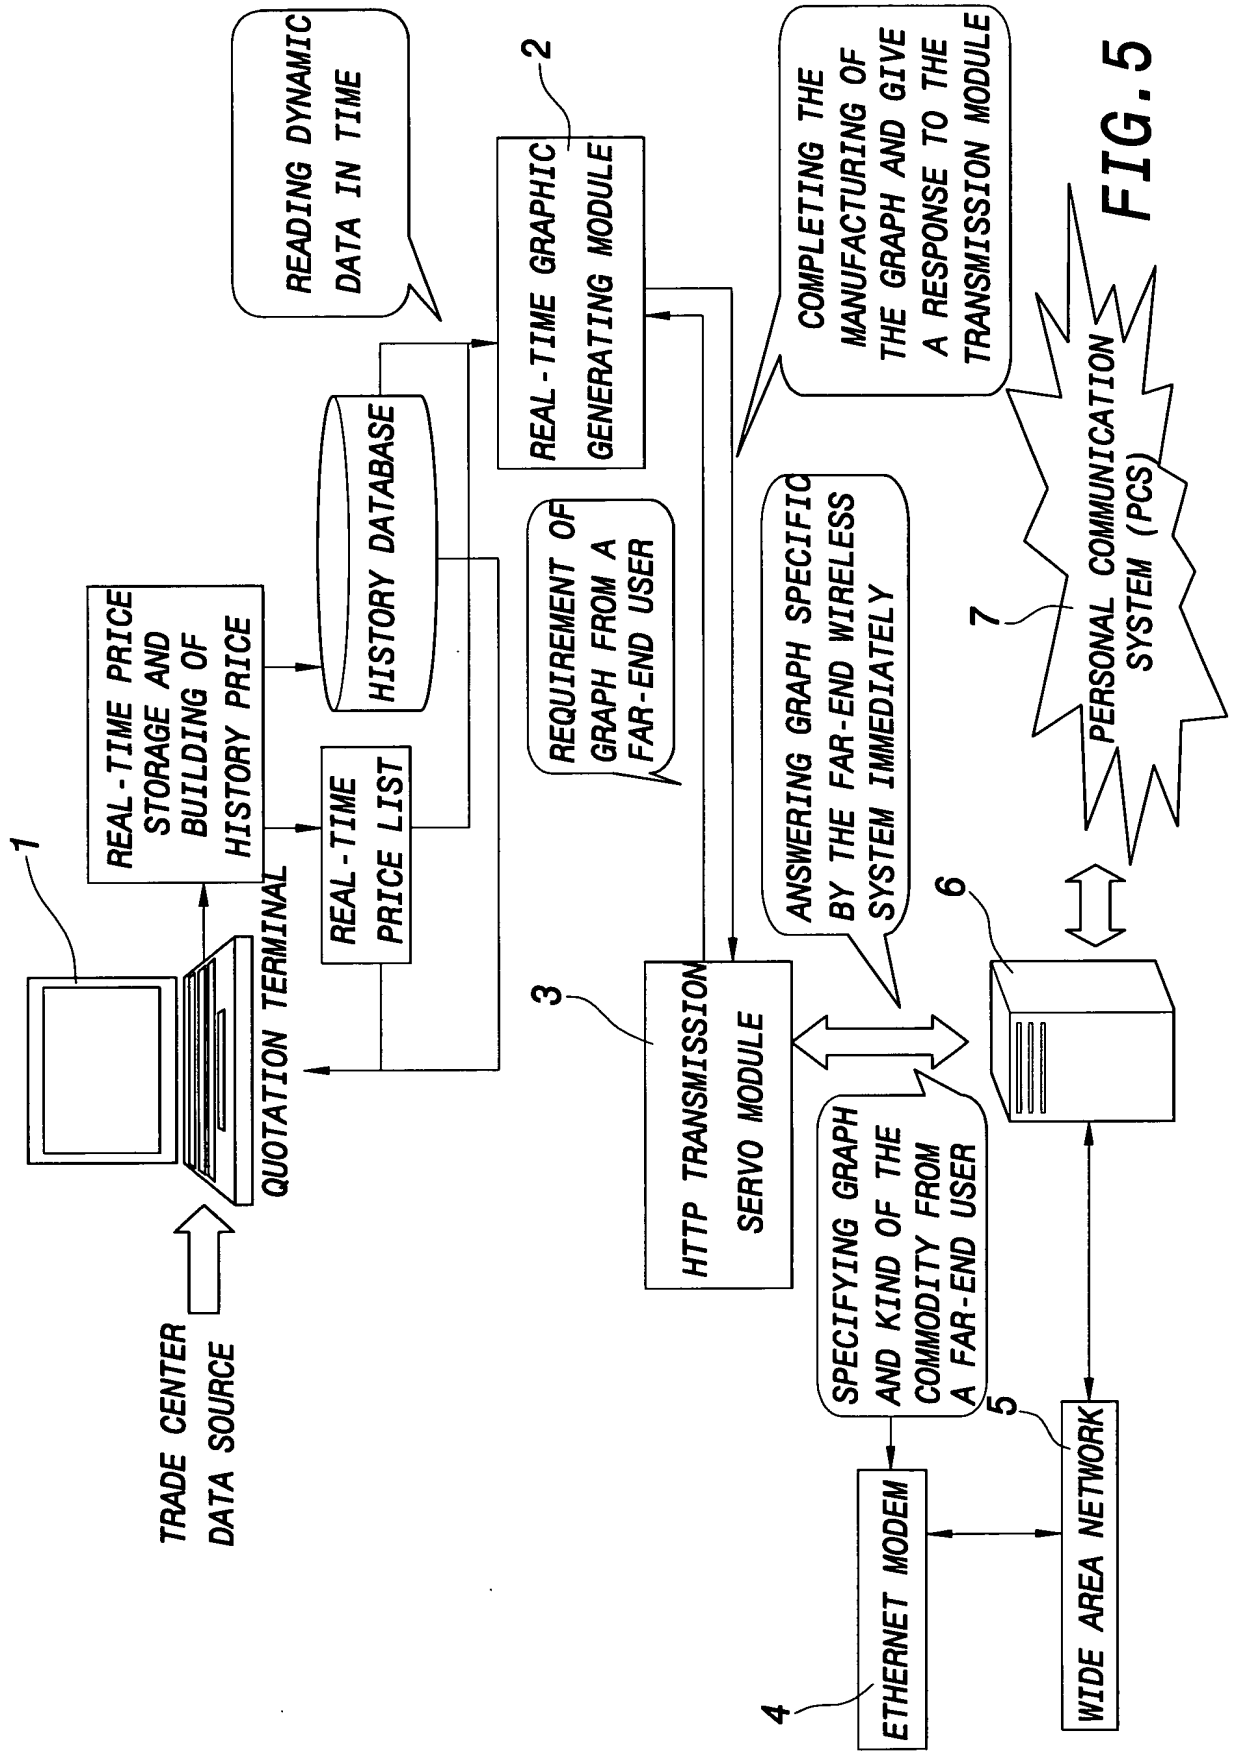 TRADE CENTER
DATA SOURCE
1
QUOTATION TERMINAL
REAL-TIME PRICE
STORAGE AND
BUILDING OF
HISTORY PRICE
REAL-TIME
PRICE LIST
HISTORY DATABASE
READING DYNAMIC
DATA IN TIME
2
REAL-TIME GRAPHIC
GENERATING MODULE
REQUIREMENT OF
GRAPH FROM A
FAR-END USER
3
HTTP TRANSMISSION
SERVO MODULE
COMPLETING THE
MANUFACTURING OF
THE GRAPH AND GIVE
A RESPONSE TO THE
TRANSMISSION MODULE
ANSWERING GRAPH SPECIFIC
BY THE FAR-END WIRELESS
SYSTEM IMMEDIATELY
SPECIFYING GRAPH
AND KIND OF THE
COMMODITY FROM
A FAR-END USER
4
ETHERNET MODEM
5
WIDE AREA NETWORK
6
7
PERSONAL COMMUNICATION
SYSTEM (PCS)
FIG.5